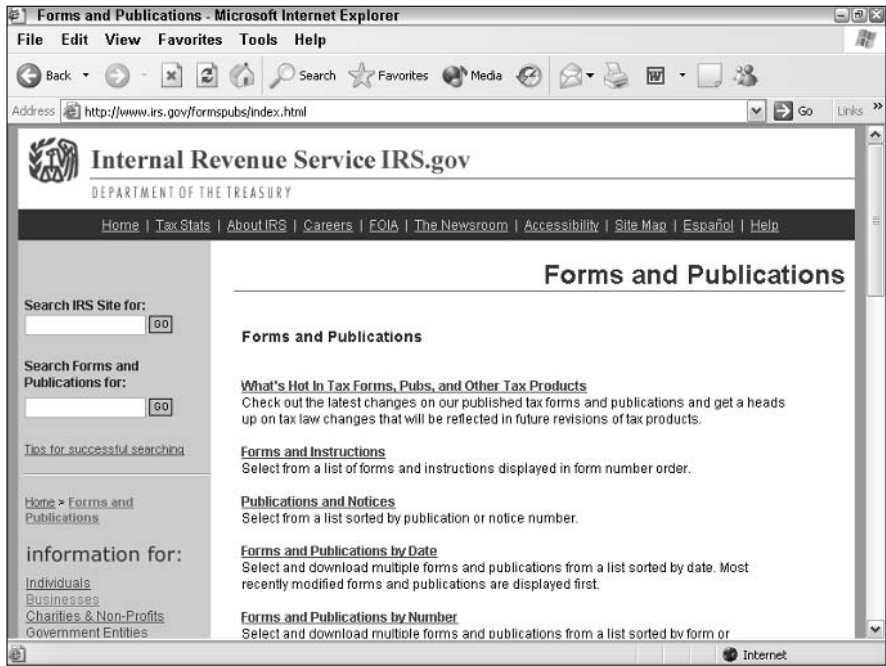 Forms and Publications - Microsoft Internet Explorer
File Edit View Favorites Tools Help
Back Search Favorites Media
Address http://www.irs.gov/formspubs/index.html Go Links »
Internal Revenue Service IRS.gov
DEPARTMENT OF THE TREASURY
Home | Tax Stats | About IRS | Careers | FOIA | The Newsroom | Accessibility | Site Map | Español | Help
Search IRS Site for:
GO
Search Forms and
Publications for:
GO
Tips for successful searching
Home > Forms and
Publications
information for:
Individuals
Businesses
Charities & Non-Profits
Government Entities
Forms and Publications
Forms and Publications
What's Hot In Tax Forms, Pubs, and Other Tax Products
Check out the latest changes on our published tax forms and publications and get a heads
up on tax law changes that will be reflected in future revisions of tax products.
Forms and Instructions
Select from a list of forms and instructions displayed in form number order.
Publications and Notices
Select from a list sorted by publication or notice number.
Forms and Publications by Date
Select and download multiple forms and publications from a list sorted by date. Most
recently modified forms and publications are displayed first.
Forms and Publications by Number
Select and download multiple forms and publications from a list sorted by form or
Internet